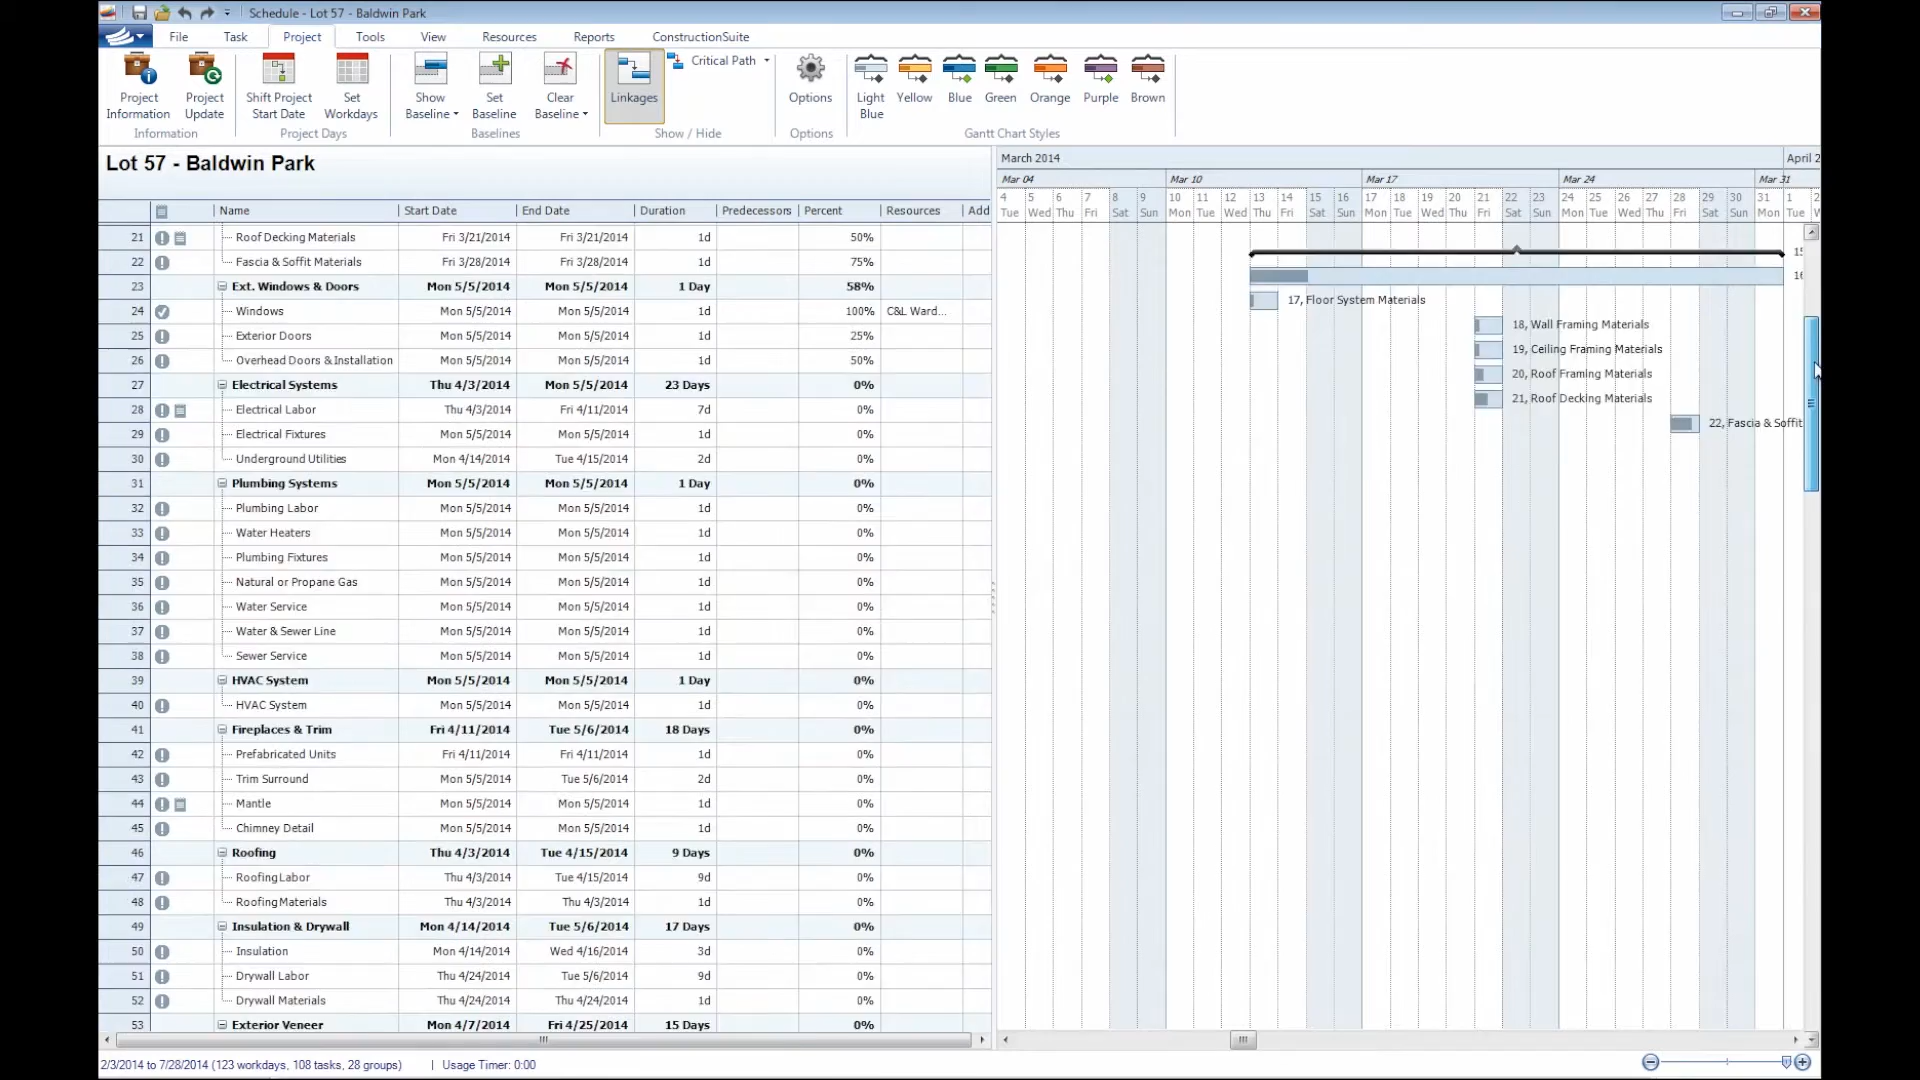 Schedule - Lot 57 - Baldwin Park
File Task Project Tools View Resources Reports ConstructionSuite
Project Information Project Update Shift Project Start Date Set Workdays Show Baseline Set Baseline Clear Baseline Linkages Critical Path Options Light Blue Yellow Blue Green Orange Purple Brown
Information Project Days Baselines Show / Hide Options Gantt Chart Styles
Lot 57 - Baldwin Park
Name Start Date End Date Duration Predecessors Percent Resources Add
21 Roof Decking Materials Fri 3/21/2014 Fri 3/21/2014 1d 50%
22 Fascia & Soffit Materials Fri 3/28/2014 Fri 3/28/2014 1d 75%
23 Ext. Windows & Doors Mon 5/5/2014 Mon 5/5/2014 1 Day 58%
24 Windows Mon 5/5/2014 Mon 5/5/2014 1d 100% C&L Ward...
25 Exterior Doors Mon 5/5/2014 Mon 5/5/2014 1d 25%
26 Overhead Doors & Installation Mon 5/5/2014 Mon 5/5/2014 1d 50%
27 Electrical Systems Thu 4/3/2014 Mon 5/5/2014 23 Days 0%
28 Electrical Labor Thu 4/3/2014 Fri 4/11/2014 7d 0%
29 Electrical Fixtures Mon 5/5/2014 Mon 5/5/2014 1d 0%
30 Underground Utilities Mon 4/14/2014 Tue 4/15/2014 2d 0%
31 Plumbing Systems Mon 5/5/2014 Mon 5/5/2014 1 Day 0%
32 Plumbing Labor Mon 5/5/2014 Mon 5/5/2014 1d 0%
33 Water Heaters Mon 5/5/2014 Mon 5/5/2014 1d 0%
34 Plumbing Fixtures Mon 5/5/2014 Mon 5/5/2014 1d 0%
35 Natural or Propane Gas Mon 5/5/2014 Mon 5/5/2014 1d 0%
36 Water Service Mon 5/5/2014 Mon 5/5/2014 1d 0%
37 Water & Sewer Line Mon 5/5/2014 Mon 5/5/2014 1d 0%
38 Sewer Service Mon 5/5/2014 Mon 5/5/2014 1d 0%
39 HVAC System Mon 5/5/2014 Mon 5/5/2014 1 Day 0%
40 HVAC System Mon 5/5/2014 Mon 5/5/2014 1d 0%
41 Fireplaces & Trim Fri 4/11/2014 Tue 5/6/2014 18 Days 0%
42 Prefabricated Units Fri 4/11/2014 Fri 4/11/2014 1d 0%
43 Trim Surround Mon 5/5/2014 Tue 5/6/2014 2d 0%
44 Mantle Mon 5/5/2014 Mon 5/5/2014 1d 0%
45 Chimney Detail Mon 5/5/2014 Mon 5/5/2014 1d 0%
46 Roofing Thu 4/3/2014 Tue 4/15/2014 9 Days 0%
47 Roofing Labor Thu 4/3/2014 Tue 4/15/2014 9d 0%
48 Roofing Materials Thu 4/3/2014 Thu 4/3/2014 1d 0%
49 Insulation & Drywall Mon 4/14/2014 Tue 5/6/2014 17 Days 0%
50 Insulation Mon 4/14/2014 Wed 4/16/2014 3d 0%
51 Drywall Labor Thu 4/24/2014 Tue 5/6/2014 9d 0%
52 Drywall Materials Thu 4/24/2014 Thu 4/24/2014 1d 0%
53 Exterior Veneer Mon 4/7/2014 Fri 4/25/2014 15 Days 0%
March 2014 April 2
Mar 04 Mar 10 Mar 17 Mar 24 Mar 31
4 5 6 7 8 9 10 11 12 13 14 15 16 17 18 19 20 21 22 23 24 25 26 27 28 29 30 31 1 2
Tue Wed Thu Fri Sat Sun Mon Tue Wed Thu Fri Sat Sun Mon Tue Wed Thu Fri Sat Sun Mon Tue Wed Thu Fri Sat Sun Mon Tue W
15
16
17, Floor System Materials
18, Wall Framing Materials
19, Ceiling Framing Materials
20, Roof Framing Materials
21, Roof Decking Materials
22, Fascia & Soffit
2/3/2014 to 7/28/2014 (123 workdays, 108 tasks, 28 groups) | Usage Timer: 0:00